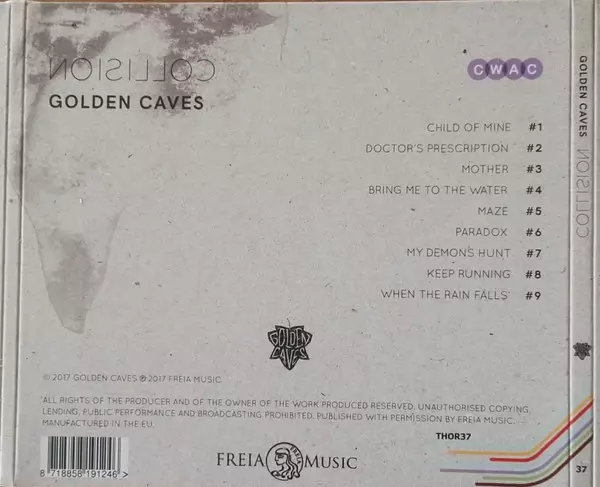 COLLISION
GOLDEN CAVES
CWAC
CHILD OF MINE #1
DOCTOR'S PRESCRIPTION #2
MOTHER #3
BRING ME TO THE WATER #4
MAZE #5
PARADOX #6
MY DEMON'S HUNT #7
KEEP RUNNING #8
WHEN THE RAIN FALLS #9
GOLDEN CAVES
© 2017 GOLDEN CAVES ℗ 2017 FREIA MUSIC
ALL RIGHTS OF THE PRODUCER AND OF THE OWNER OF THE WORK PRODUCED RESERVED. UNAUTHORISED COPYING
LENDING, PUBLIC PERFORMANCE AND BROADCASTING PROHIBITED. PUBLISHED WITH PERMISSION BY FREIA MUSIC.
MANUFACTURED IN THE EU.
8 718858 191246 >
FREIA MUSIC
THOR37
GOLDEN CAVES COLLISION
37